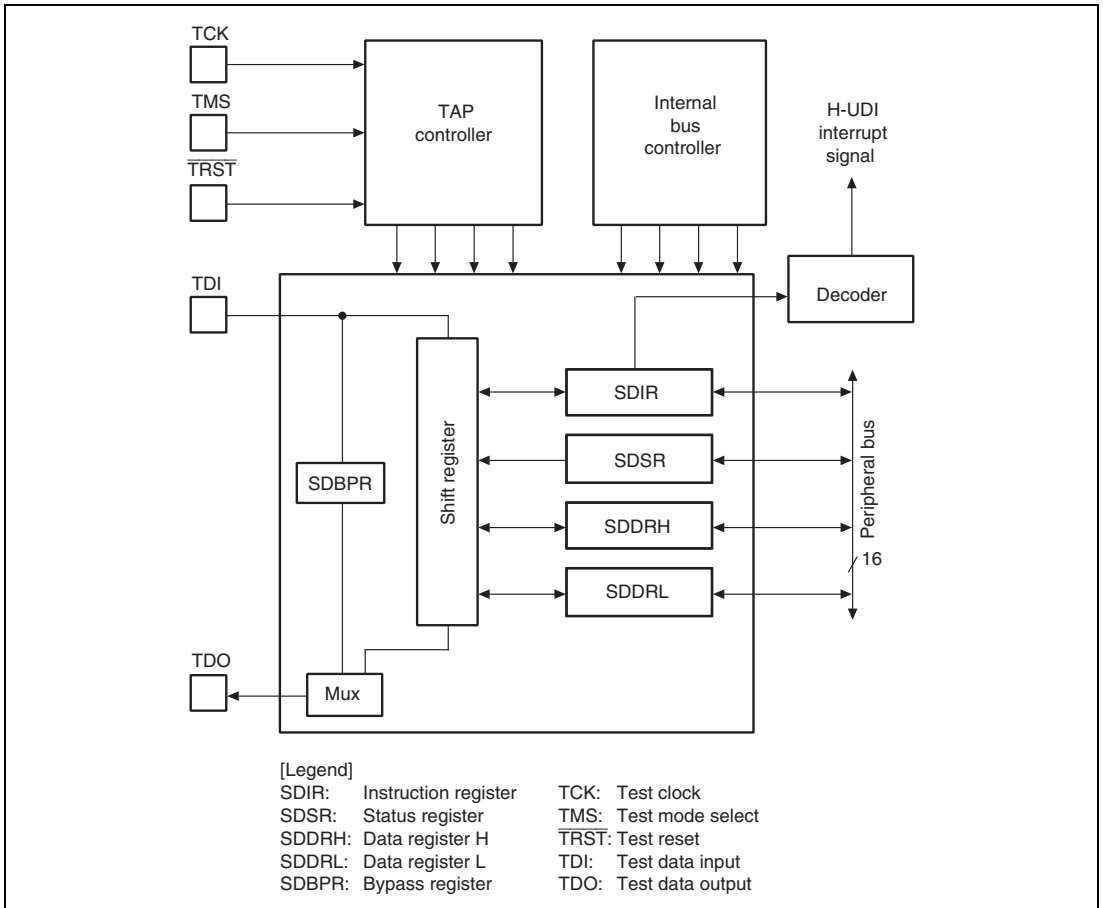 TCK
TMS
TRST
TDI
TDO
TAP
controller
Internal
bus
controller
H-UDI
interrupt
signal
Decoder
Shift register
SDBPR
Mux
SDIR
SDSR
SDDRH
SDDRL
Peripheral bus
16
[Legend]
SDIR: Instruction register
SDSR: Status register
SDDRH: Data register H
SDDRL: Data register L
SDBPR: Bypass register
TCK: Test clock
TMS: Test mode select
TRST: Test reset
TDI: Test data input
TDO: Test data output